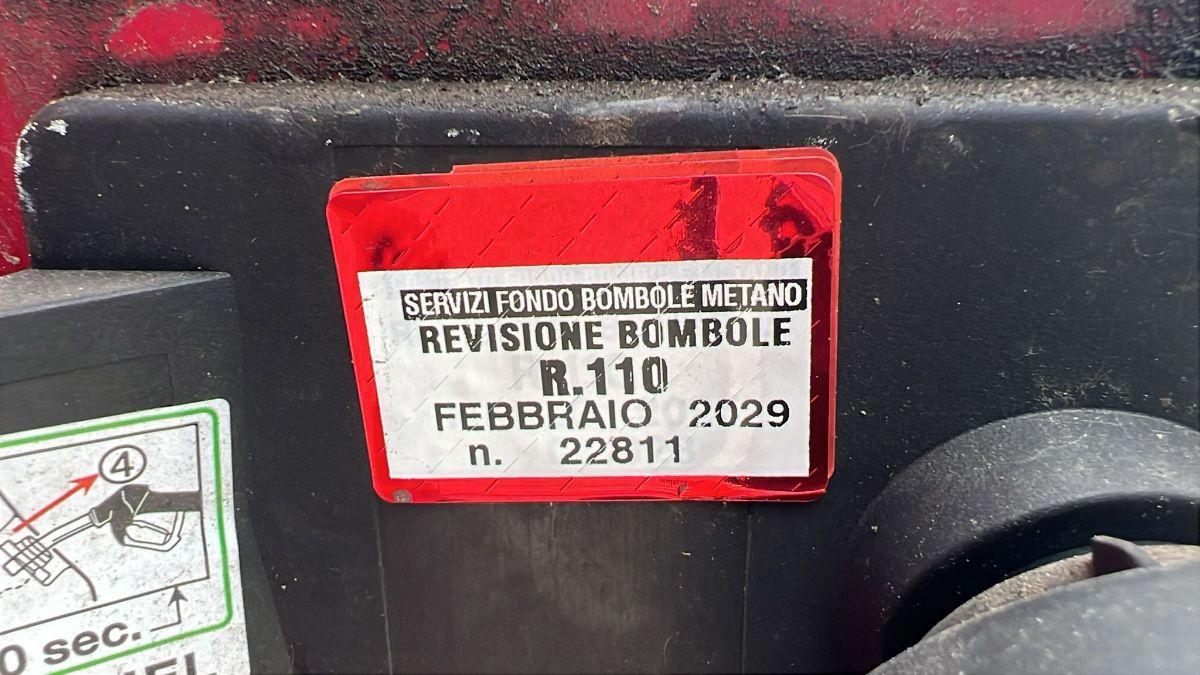 SERVIZI FONDO BOMBOLE METANO
REVISIONE BOMBOLE
R.110
FEBBRAIO 2029
n. 22811
4
0 sec.